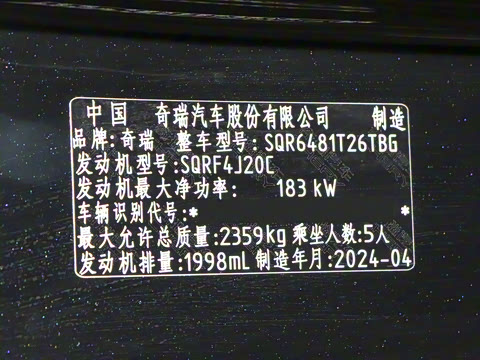 中国 奇瑞汽车股份有限公司 制造
品牌:奇瑞 整车型号:SQR6481T26TBG
发动机型号:SQRF4J20C
发动机最大净功率: 183 kW
车辆识别代号:* *
最大允许总质量:2359kg 乘坐人数:5人
发动机排量:1998mL 制造年月:2024-04